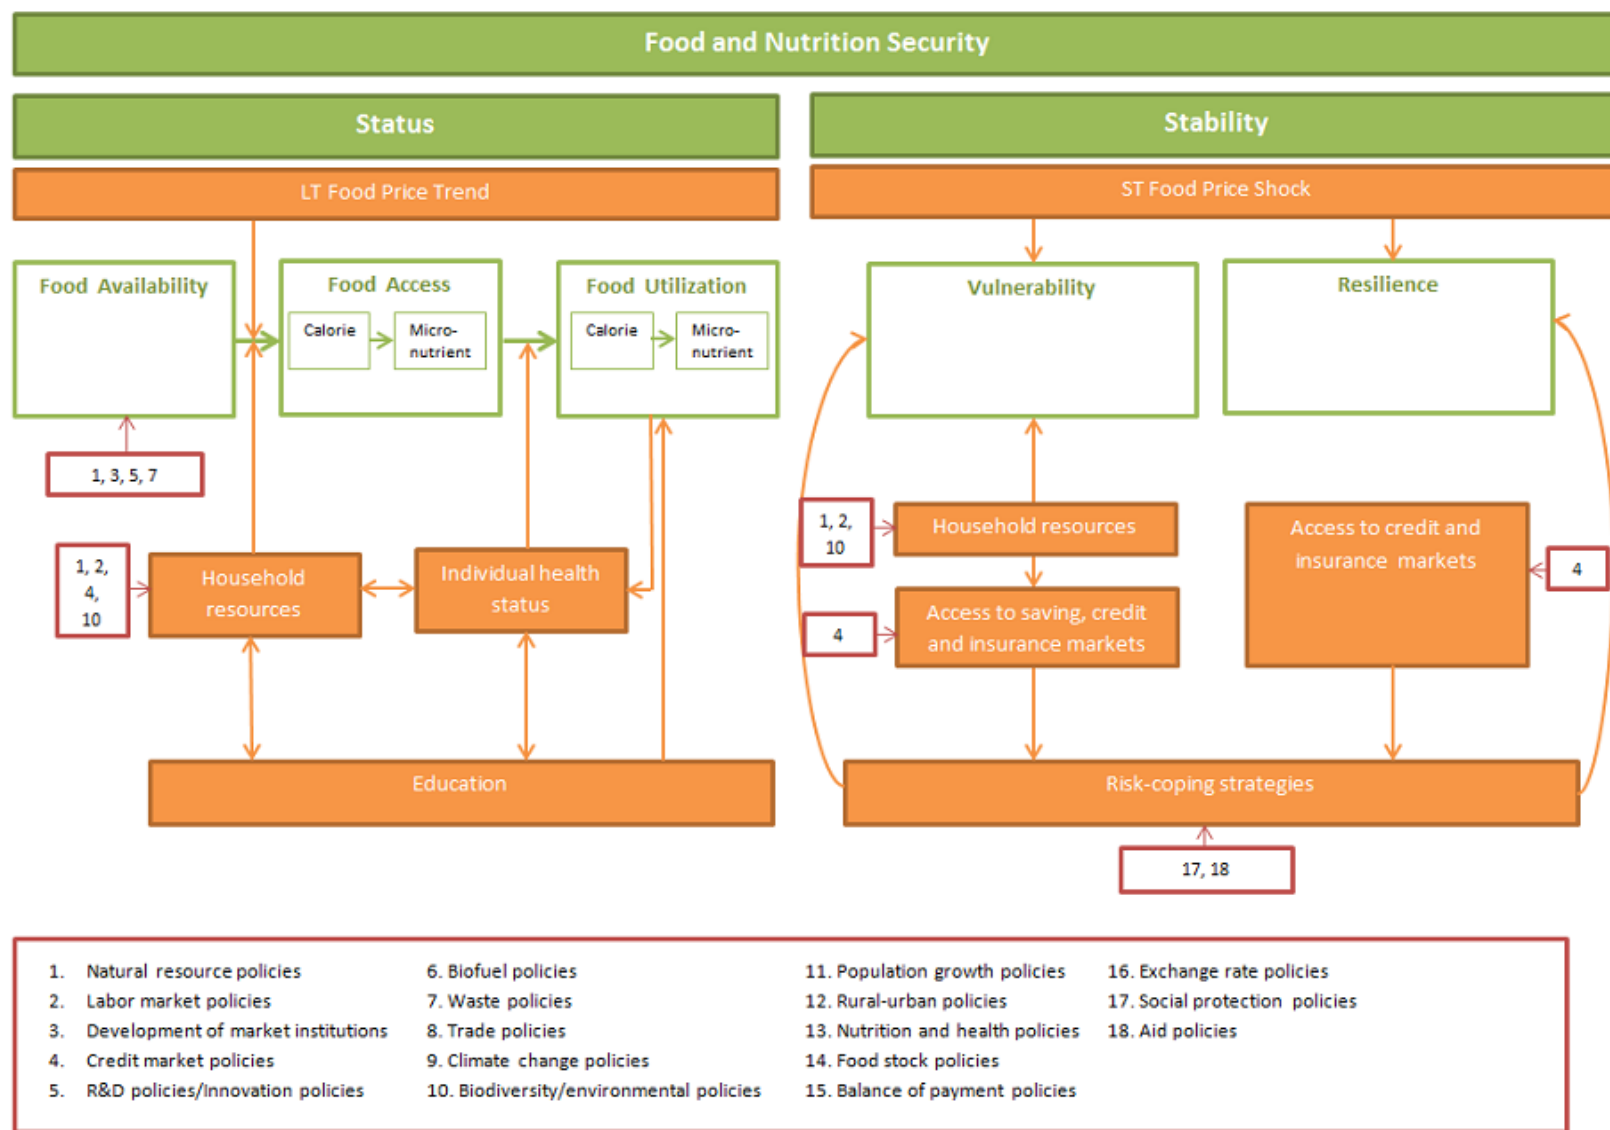 Food and Nutrition Security
Status
Stability
LT Food Price Trend
ST Food Price Shock
Food Availability
Food Access
Calorie
Micro-
nutrient
Food Utilization
Calorie
Micro-
nutrient
Vulnerability
Resilience
1, 3, 5, 7
1, 2,
4,
10
Household
resources
Individual health
status
Education
1, 2,
10
Household resources
4
Access to saving, credit
and insurance markets
Access to credit and
insurance markets
4
Risk-coping strategies
17, 18
1. Natural resource policies
2. Labor market policies
3. Development of market institutions
4. Credit market policies
5. R&D policies/Innovation policies
6. Biofuel policies
7. Waste policies
8. Trade policies
9. Climate change policies
10. Biodiversity/environmental policies
11. Population growth policies
12. Rural-urban policies
13. Nutrition and health policies
14. Food stock policies
15. Balance of payment policies
16. Exchange rate policies
17. Social protection policies
18. Aid policies